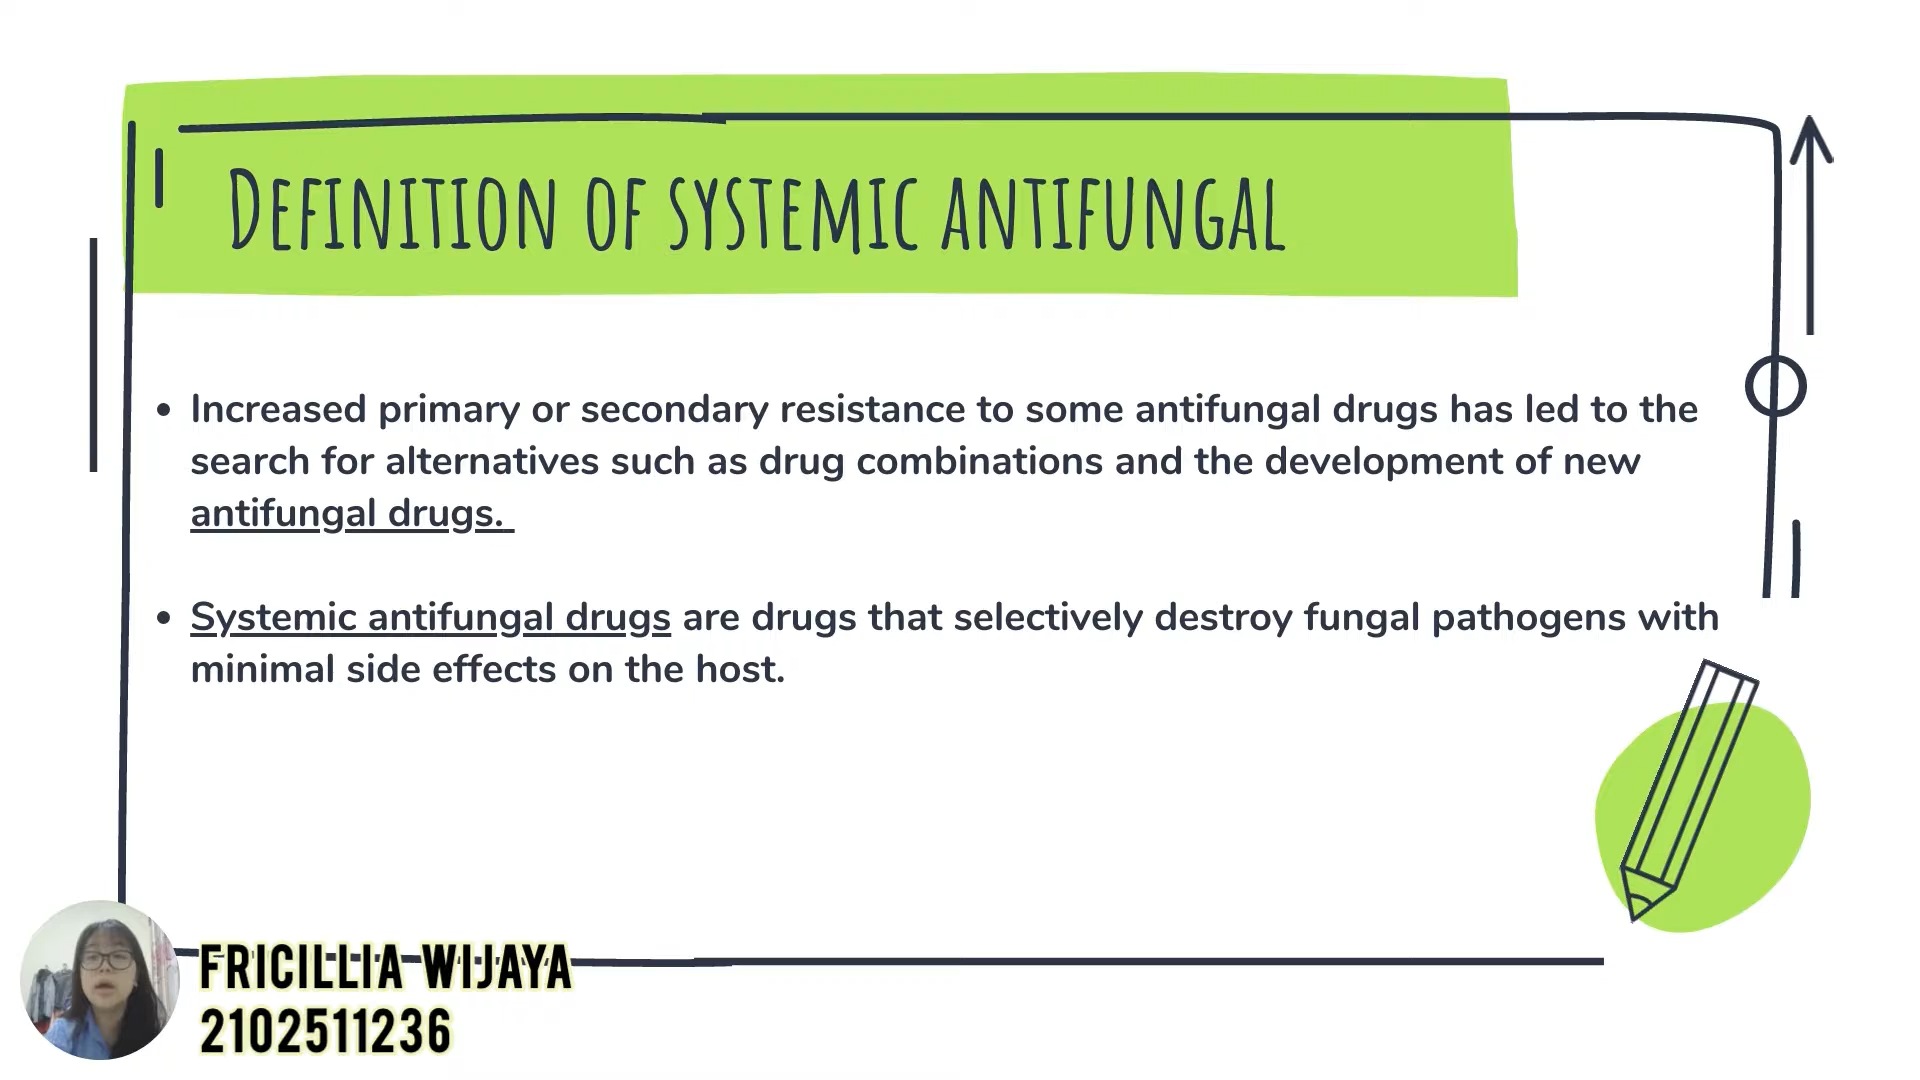 Definition of systemic antifungal
• Increased primary or secondary resistance to some antifungal drugs has led to the
search for alternatives such as drug combinations and the development of new
antifungal drugs.
• Systemic antifungal drugs are drugs that selectively destroy fungal pathogens with
minimal side effects on the host.
FRICILLIA WIJAYA
2102511236